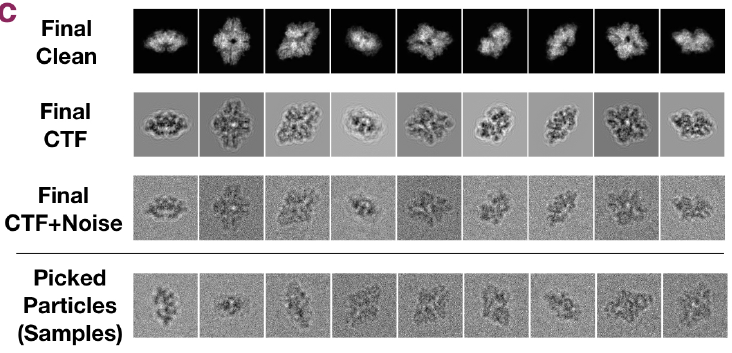 C
Final
Clean
Final
CTF
Final
CTF+Noise
Picked
Particles
(Samples)